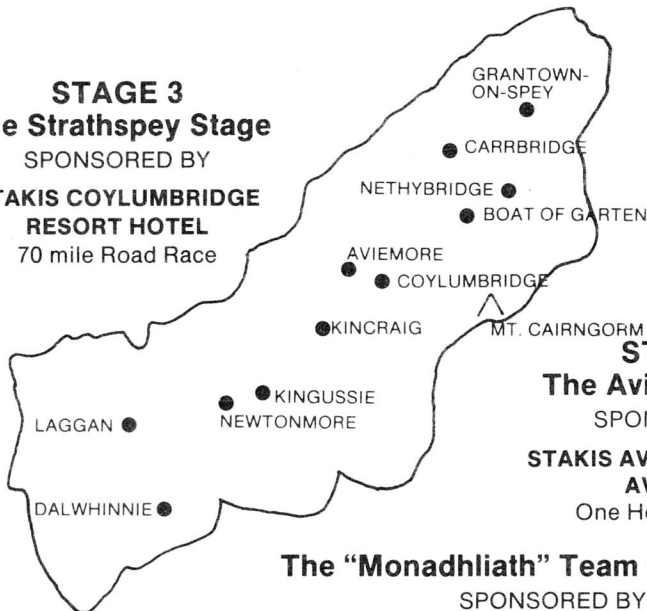 STAGE 3
e Strathspey Stage
SPONSORED BY
TAKIS COYLUMBRIDGE
RESORT HOTEL
70 mile Road Race
GRANTOWN-
ON-SPEY
CARRBRIDGE
NETHYBRIDGE
BOAT OF GARTEN
AVIEMORE
COYLUMBRIDGE
KINCRAIG
MT. CAIRNGORM
KINGUSSIE
NEWTONMORE
LAGGAN
DALWHINNIE
ST
The Avi
SPON
STAKIS AV
AV
One Ho
The “Monadhliath” Team
SPONSORED BY